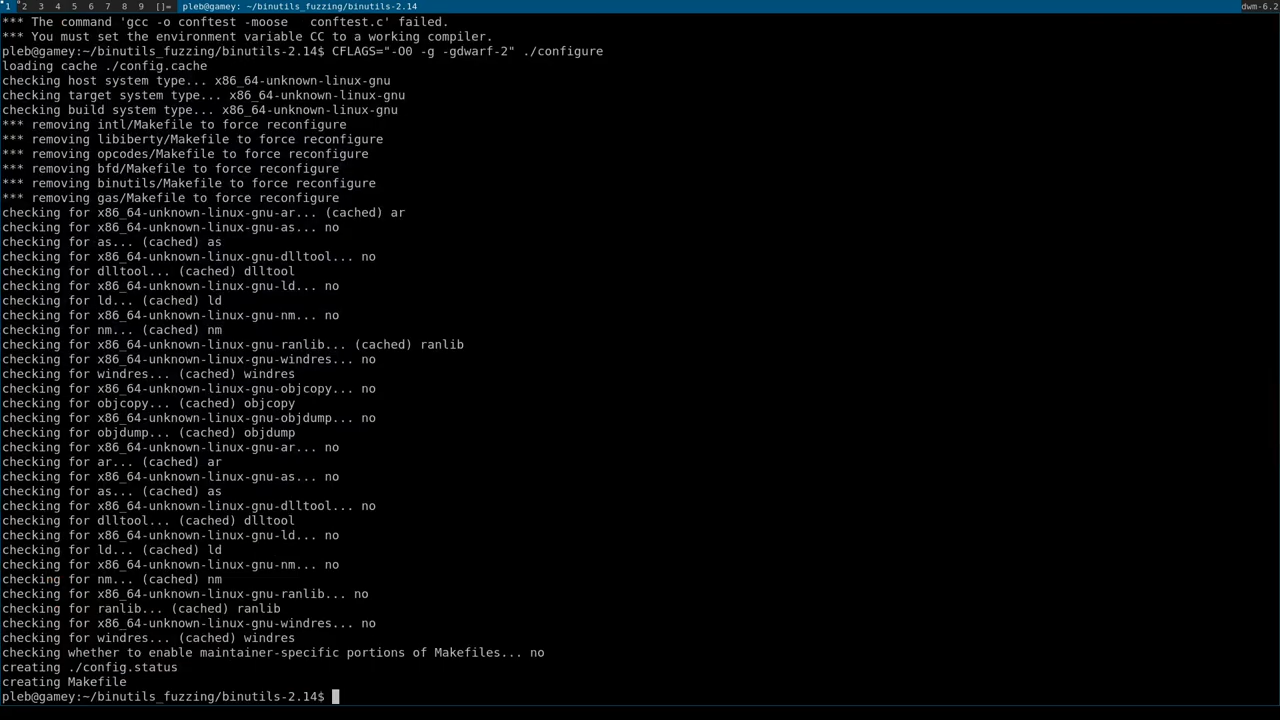 1 2 3 4 5 6 7 8 9 []= pleb@gamey: ~/binutils_fuzzing/binutils-2.14 dwm-6.2
*** The command 'gcc -o conftest -moose   conftest.c' failed.
*** You must set the environment variable CC to a working compiler.
pleb@gamey:~/binutils_fuzzing/binutils-2.14$ CFLAGS="-O0 -g -gdwarf-2" ./configure
loading cache ./config.cache
checking host system type... x86_64-unknown-linux-gnu
checking target system type... x86_64-unknown-linux-gnu
checking build system type... x86_64-unknown-linux-gnu
*** removing intl/Makefile to force reconfigure
*** removing libiberty/Makefile to force reconfigure
*** removing opcodes/Makefile to force reconfigure
*** removing bfd/Makefile to force reconfigure
*** removing binutils/Makefile to force reconfigure
*** removing gas/Makefile to force reconfigure
checking for x86_64-unknown-linux-gnu-ar... (cached) ar
checking for x86_64-unknown-linux-gnu-as... no
checking for as... (cached) as
checking for x86_64-unknown-linux-gnu-dlltool... no
checking for dlltool... (cached) dlltool
checking for x86_64-unknown-linux-gnu-ld... no
checking for ld... (cached) ld
checking for x86_64-unknown-linux-gnu-nm... no
checking for nm... (cached) nm
checking for x86_64-unknown-linux-gnu-ranlib... (cached) ranlib
checking for x86_64-unknown-linux-gnu-windres... no
checking for windres... (cached) windres
checking for x86_64-unknown-linux-gnu-objcopy... no
checking for objcopy... (cached) objcopy
checking for x86_64-unknown-linux-gnu-objdump... no
checking for objdump... (cached) objdump
checking for x86_64-unknown-linux-gnu-ar... no
checking for ar... (cached) ar
checking for x86_64-unknown-linux-gnu-as... no
checking for as... (cached) as
checking for x86_64-unknown-linux-gnu-dlltool... no
checking for dlltool... (cached) dlltool
checking for x86_64-unknown-linux-gnu-ld... no
checking for ld... (cached) ld
checking for x86_64-unknown-linux-gnu-nm... no
checking for nm... (cached) nm
checking for x86_64-unknown-linux-gnu-ranlib... no
checking for ranlib... (cached) ranlib
checking for x86_64-unknown-linux-gnu-windres... no
checking for windres... (cached) windres
checking whether to enable maintainer-specific portions of Makefiles... no
creating ./config.status
creating Makefile
pleb@gamey:~/binutils_fuzzing/binutils-2.14$